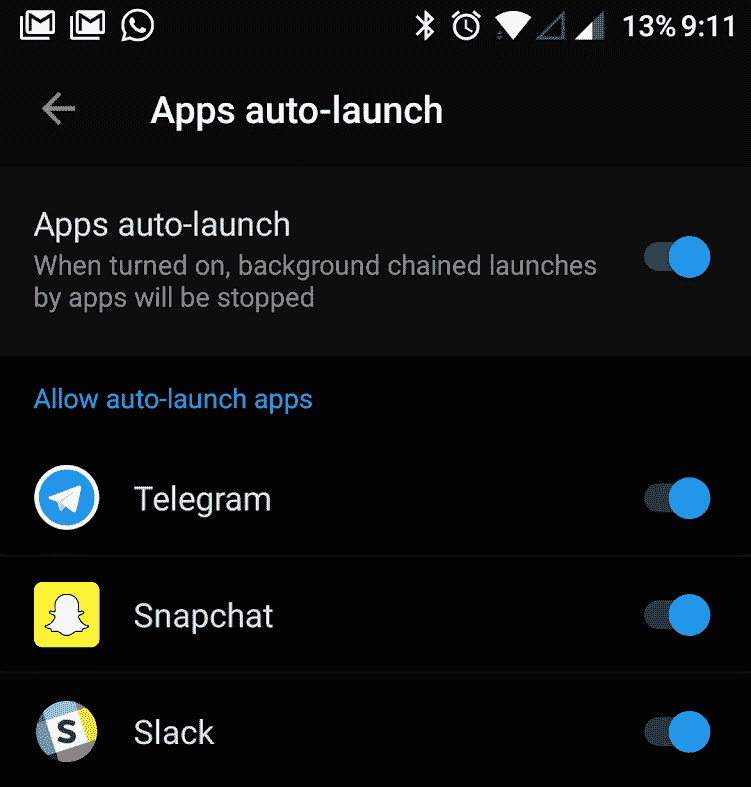 13% 9:11
Apps auto-launch
Apps auto-launch
When turned on, background chained launches
by apps will be stopped
Allow auto-launch apps
Telegram
Snapchat
S Slack